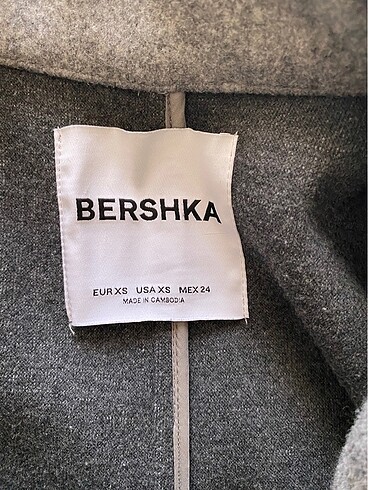 BERSHKA
EUR XS USA XS MEX 24
MADE IN CAMBODIA